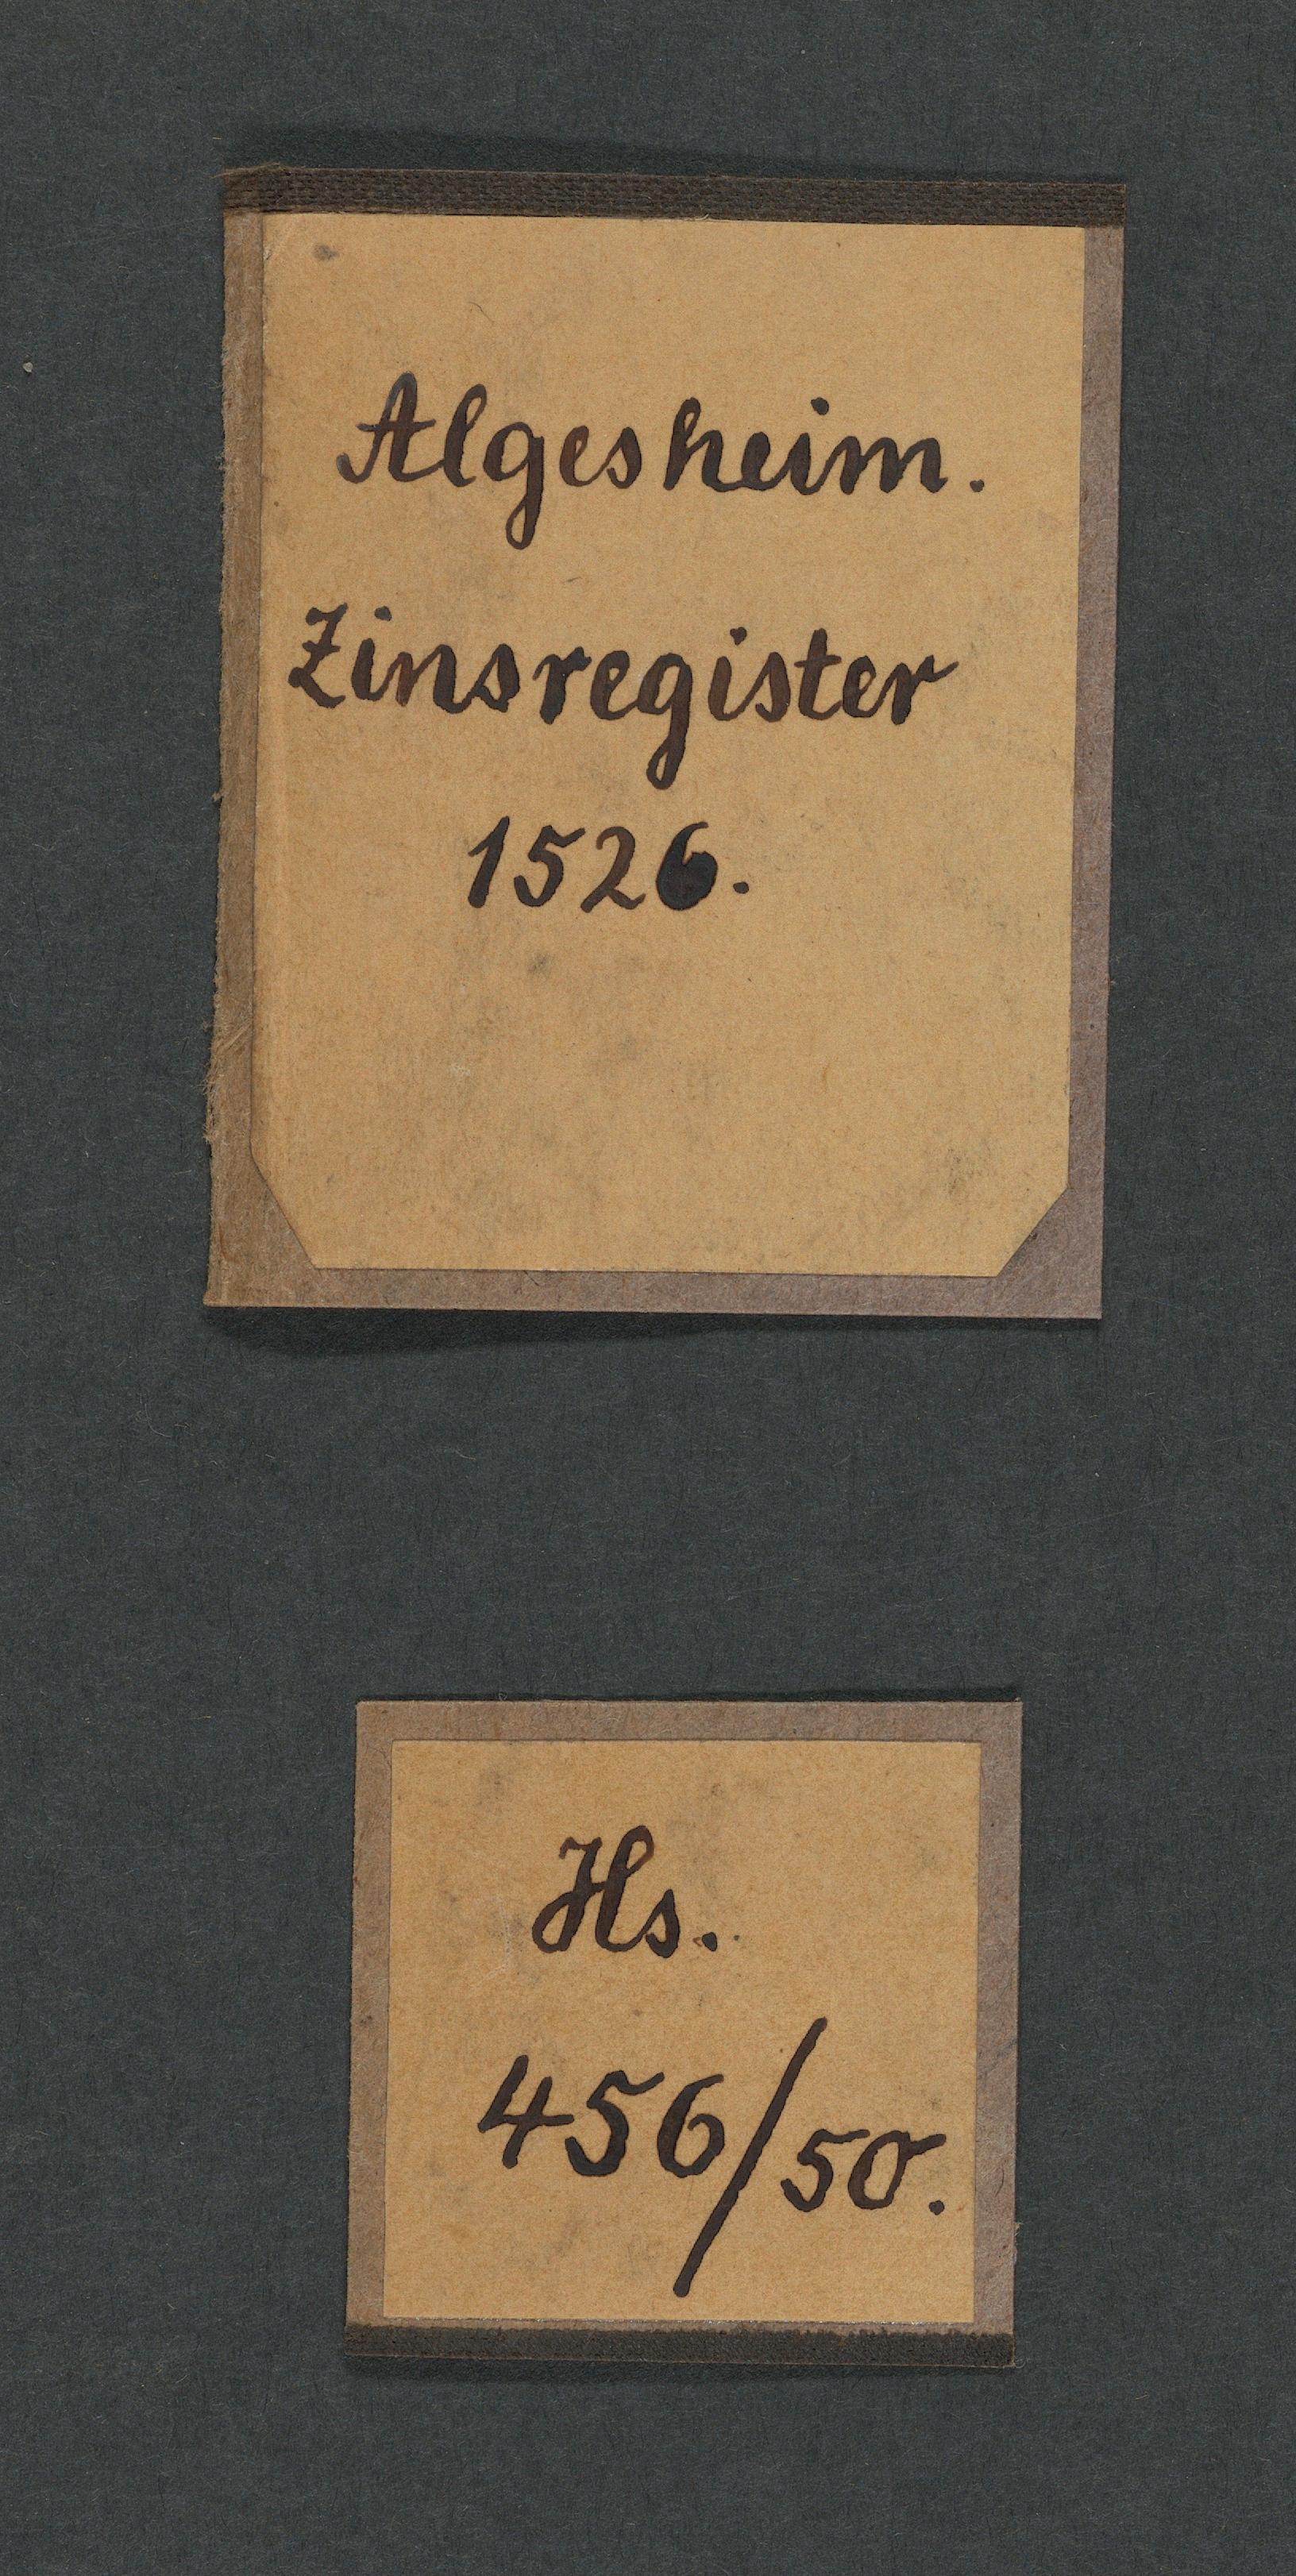 Algesheim.
Zinsregister
1526.
Hs.
456/50.